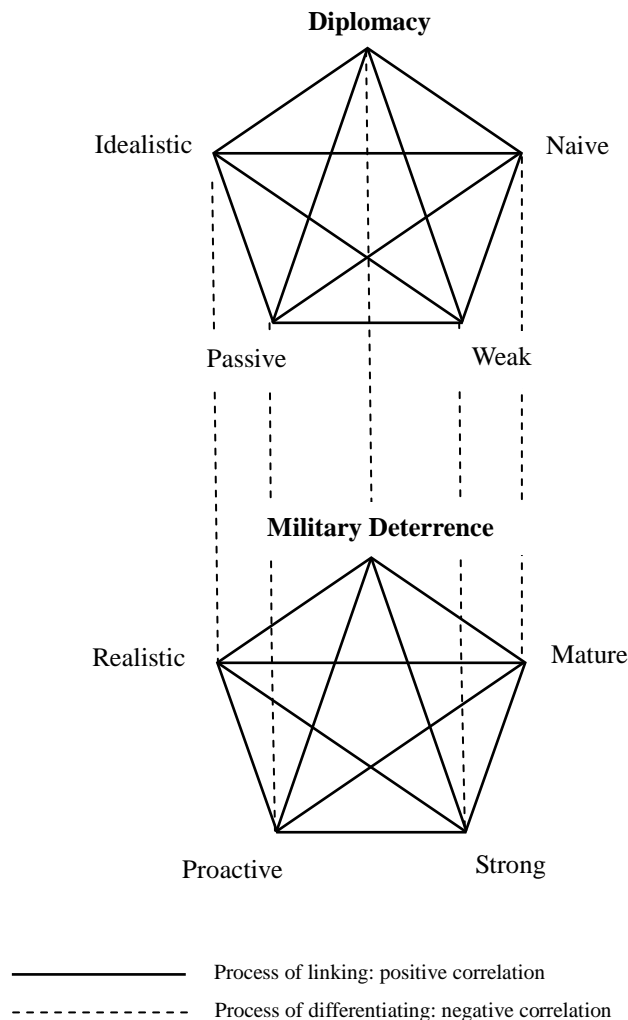 Diplomacy
Idealistic
Naive
Passive
Weak
Military Deterrence
Realistic
Mature
Proactive
Strong
Process of linking: positive correlation
Process of differentiating: negative correlation